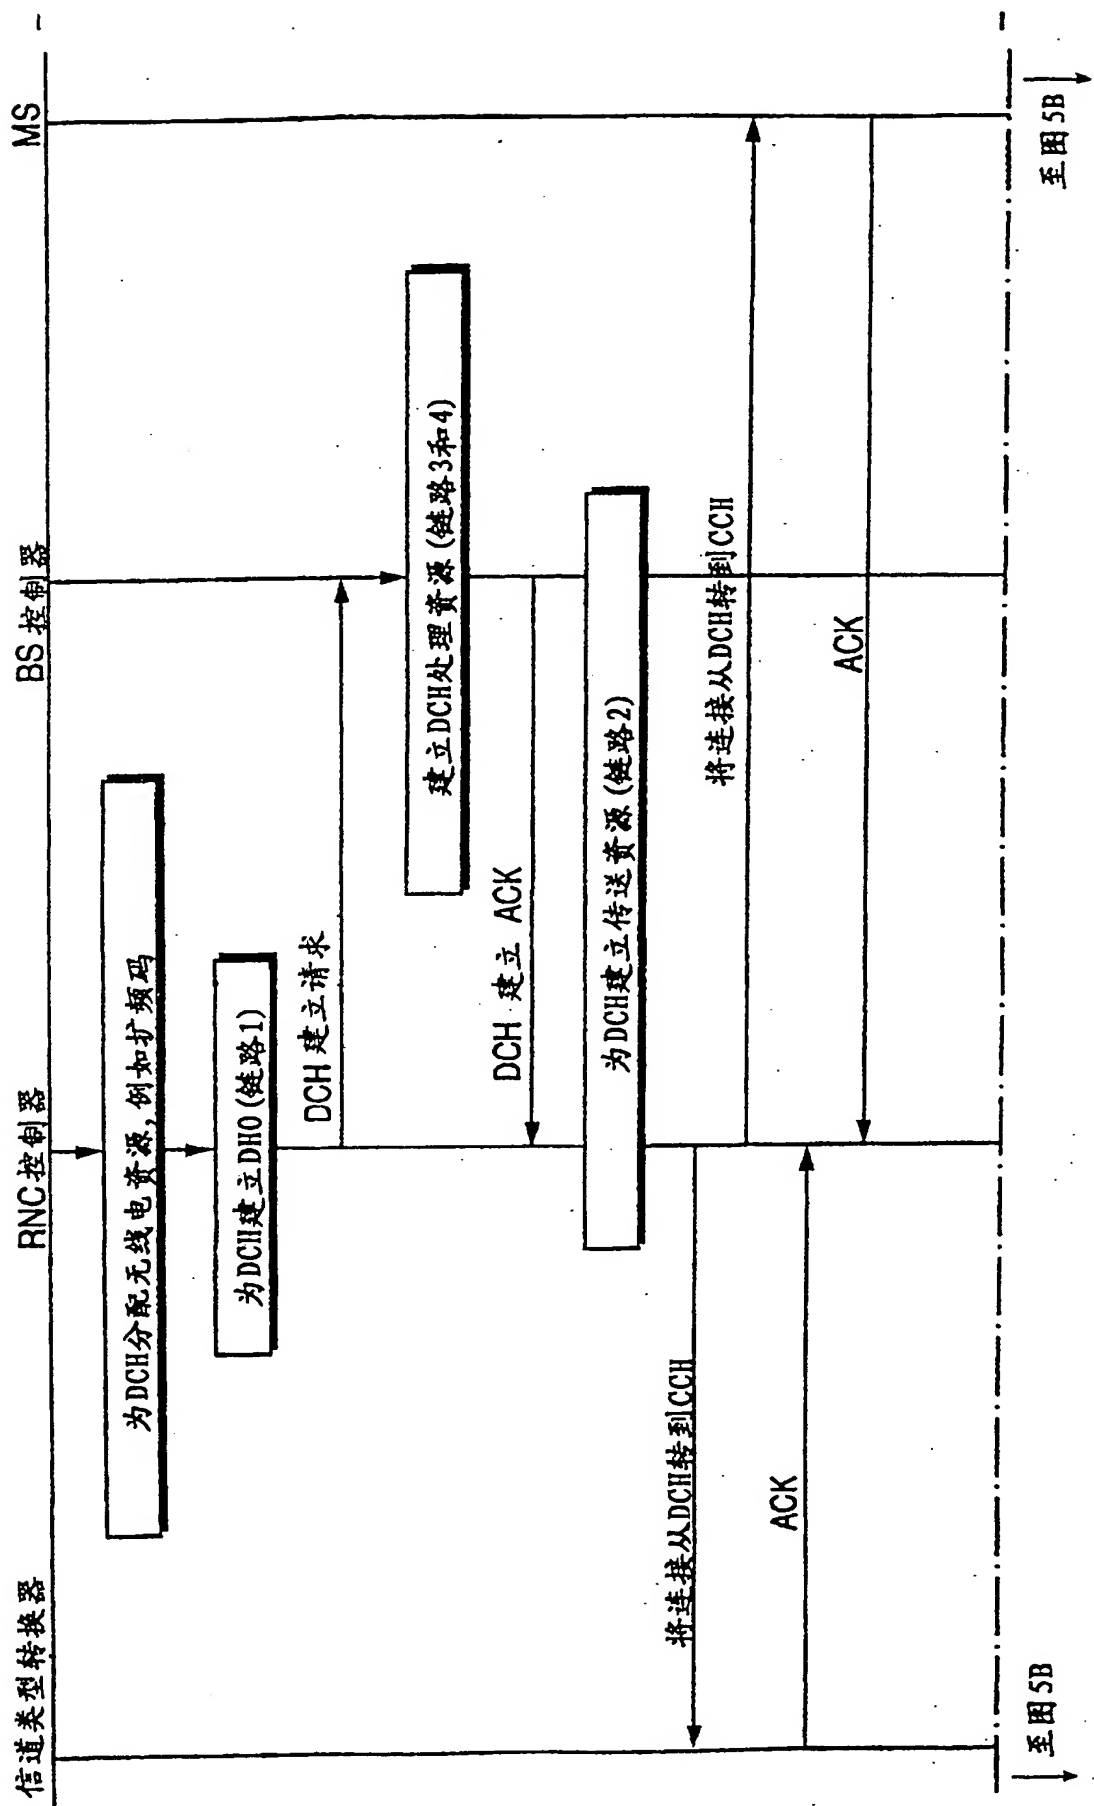 信道类型转换器
RNC控制器
BS控制器
MS
为DCH分配无线电资源,例如扩频码
为DCH建立DHO(链路1)
DCH建立请求
建立DCH处理资源(链路3和4)
DCH 建立 ACK
为DCH建立传送资源(链路2)
将连接从DCH转到CCH
将连接从DCH转到CCH
ACK
ACK
至图5B
至图5B